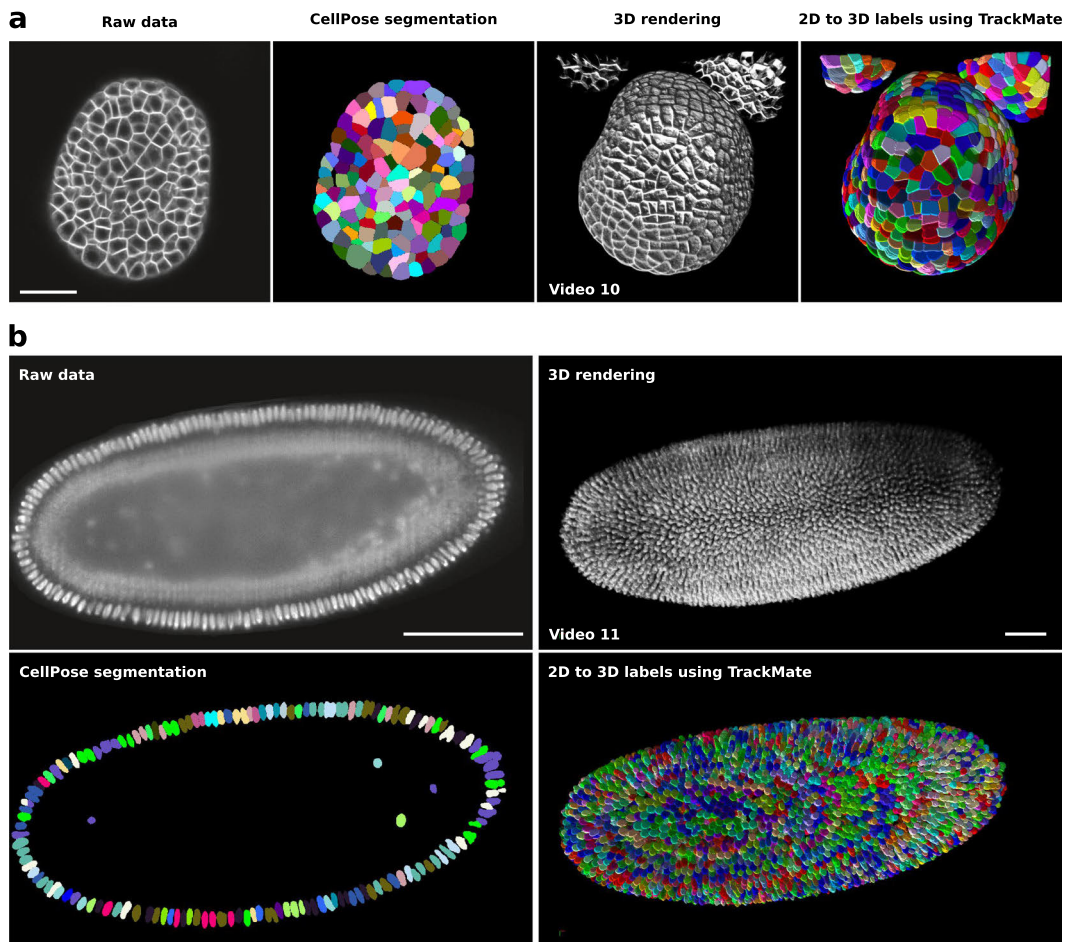 a
Raw data
CellPose segmentation
3D rendering
2D to 3D labels using TrackMate
Video 10
b
Raw data
3D rendering
Video 11
CellPose segmentation
2D to 3D labels using TrackMate